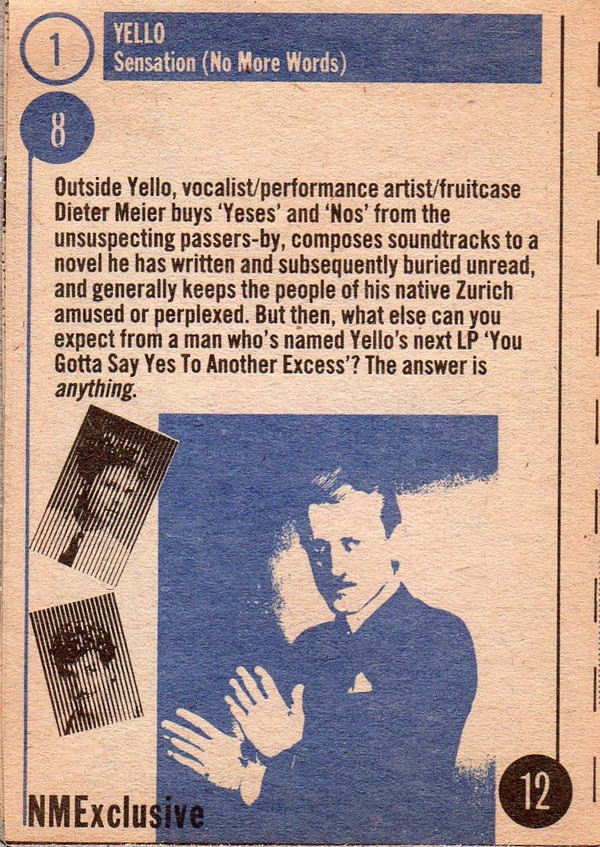 1
YELLO
Sensation (No More Words)
8
Outside Yello, vocalist/performance artist/fruitcase
Dieter Meier buys ‘Yeses’ and ‘Nos’ from the
unsuspecting passers-by, composes soundtracks to a
novel he has written and subsequently buried unread,
and generally keeps the people of his native Zurich
amused or perplexed. But then, what else can you
expect from a man who’s named Yello’s next LP ‘You
Gotta Say Yes To Another Excess’? The answer is
anything.
NMExclusive
12